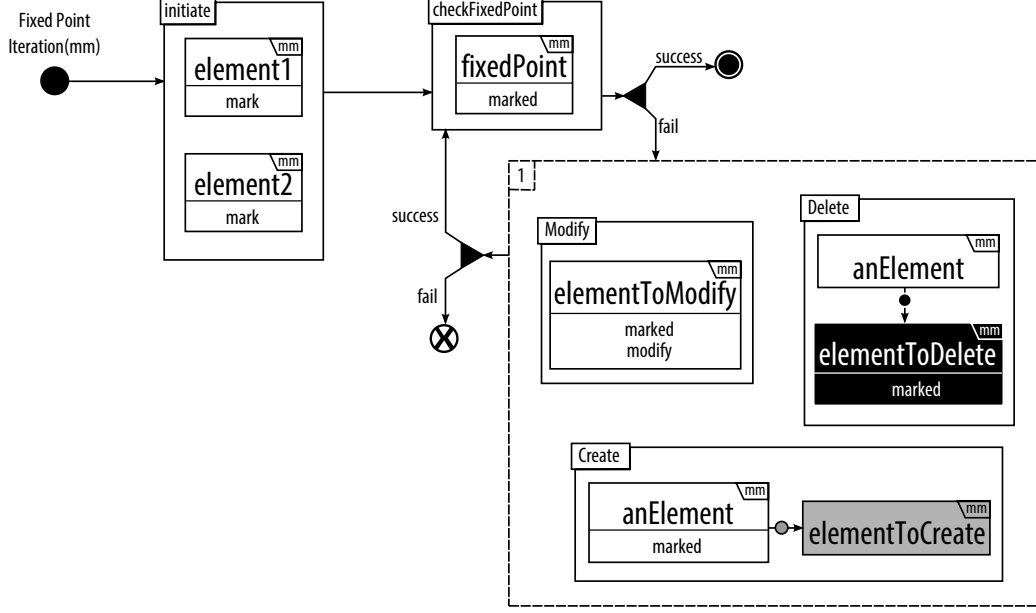 Fixed Point
Iteration(mm)
initiate
mm
element1
mark
mm
element2
mark
checkFixedPoint
mm
fixedPoint
marked
success
fail
success
fail
1
Modify
mm
elementToModify
marked
modify
Delete
mm
anElement
mm
elementToDelete
marked
Create
mm
anElement
marked
mm
elementToCreate